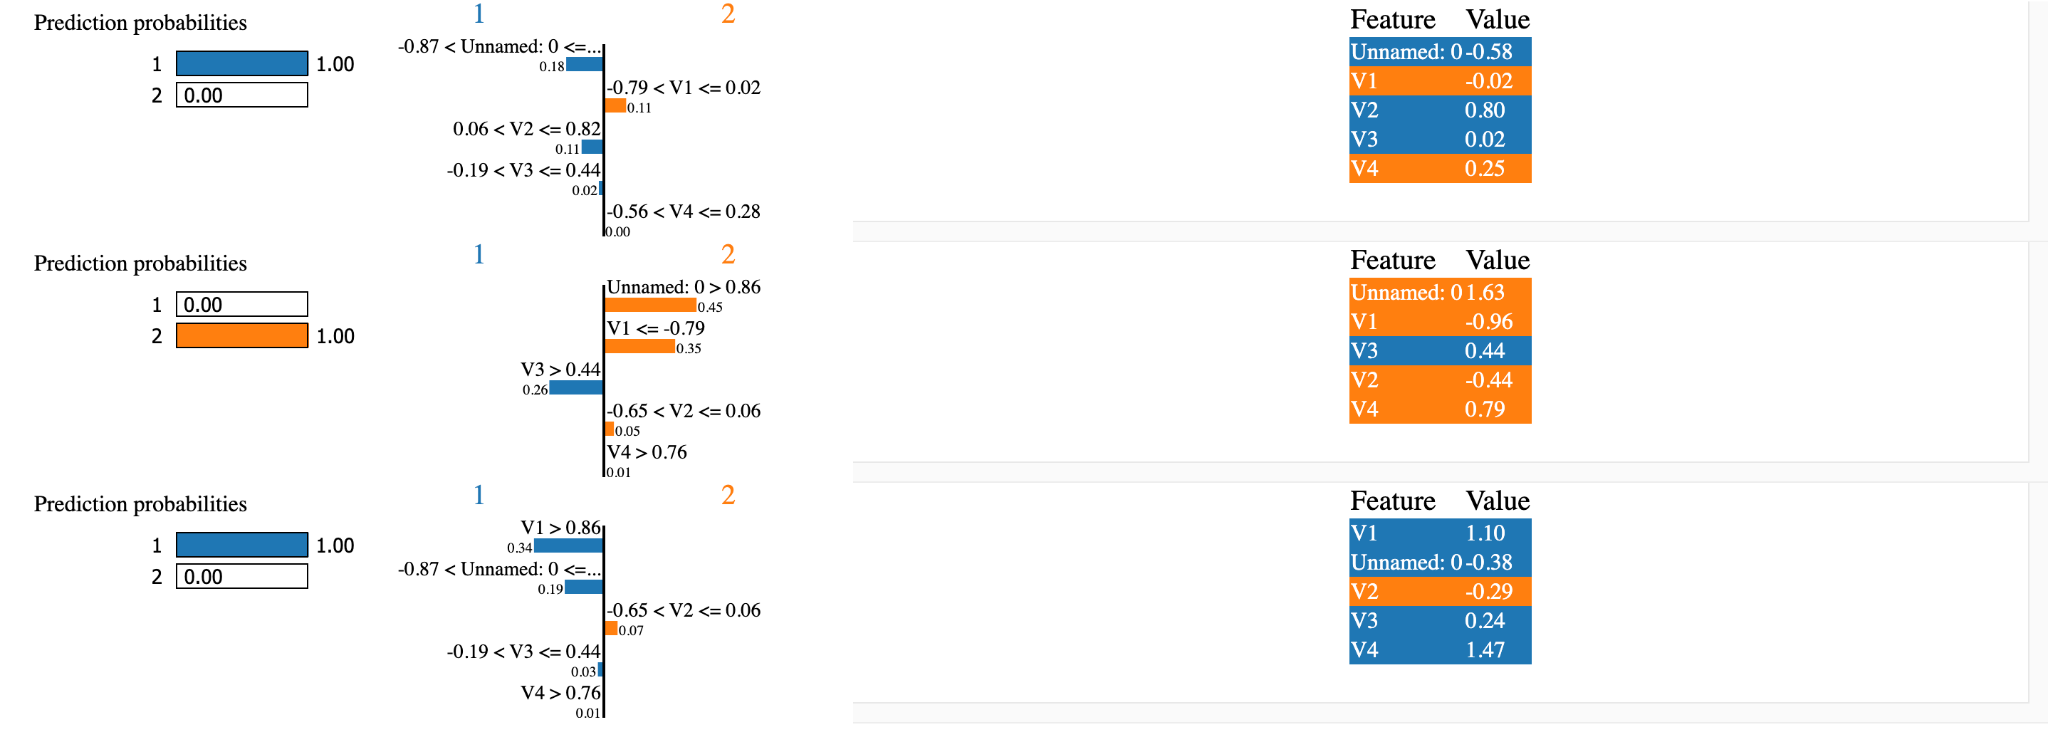 Prediction probabilities
1 1.00
2 0.00
1 2
-0.87 < Unnamed: 0 <=...
0.18
-0.79 < V1 <= 0.02
0.11
0.06 < V2 <= 0.82
0.11
-0.19 < V3 <= 0.44
0.02
-0.56 < V4 <= 0.28
0.00
Feature Value
Unnamed: 0 -0.58
V1 -0.02
V2 0.80
V3 0.02
V4 0.25
Prediction probabilities
1 0.00
2 1.00
1 2
Unnamed: 0 > 0.86
0.45
V1 <= -0.79
0.35
V3 > 0.44
0.26
-0.65 < V2 <= 0.06
0.05
V4 > 0.76
0.01
Feature Value
Unnamed: 0 1.63
V1 -0.96
V3 0.44
V2 -0.44
V4 0.79
Prediction probabilities
1 1.00
2 0.00
1 2
V1 > 0.86
0.34
-0.87 < Unnamed: 0 <=...
0.19
-0.65 < V2 <= 0.06
0.07
-0.19 < V3 <= 0.44
0.03
V4 > 0.76
0.01
Feature Value
V1 1.10
Unnamed: 0 -0.38
V2 -0.29
V3 0.24
V4 1.47